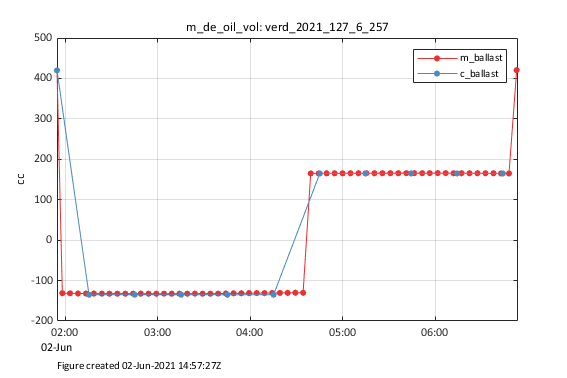 m_de_oil_vol: verd_2021_127_6_257
500
400
300
200
100
0
-100
-200
cc
m_ballast
c_ballast
02:00 03:00 04:00 05:00 06:00
02-Jun
Figure created 02-Jun-2021 14:57:27Z